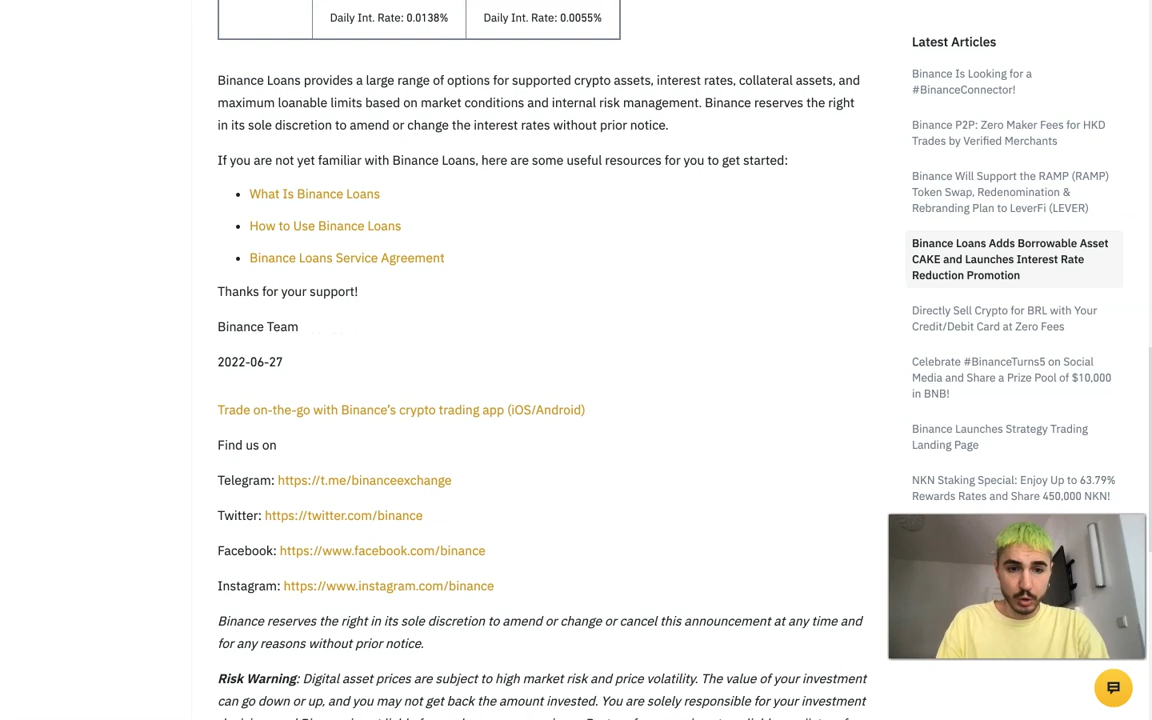 Daily Int. Rate: 0.0138% Daily Int. Rate: 0.0055%
Binance Loans provides a large range of options for supported crypto assets, interest rates, collateral assets, and
maximum loanable limits based on market conditions and internal risk management. Binance reserves the right
in its sole discretion to amend or change the interest rates without prior notice.
If you are not yet familiar with Binance Loans, here are some useful resources for you to get started:
What Is Binance Loans
How to Use Binance Loans
Binance Loans Service Agreement
Thanks for your support!
Binance Team
2022-06-27
Trade on-the-go with Binance’s crypto trading app (iOS/Android)
Find us on
Telegram: https://t.me/binanceexchange
Twitter: https://twitter.com/binance
Facebook: https://www.facebook.com/binance
Instagram: https://www.instagram.com/binance
Binance reserves the right in its sole discretion to amend or change or cancel this announcement at any time and
for any reasons without prior notice.
Risk Warning: Digital asset prices are subject to high market risk and price volatility. The value of your investment
can go down or up, and you may not get back the amount invested. You are solely responsible for your investment
Latest Articles
Binance Is Looking for a
#BinanceConnector!
Binance P2P: Zero Maker Fees for HKD
Trades by Verified Merchants
Binance Will Support the RAMP (RAMP)
Token Swap, Redenomination &
Rebranding Plan to LeverFi (LEVER)
Binance Loans Adds Borrowable Asset
CAKE and Launches Interest Rate
Reduction Promotion
Directly Sell Crypto for BRL with Your
Credit/Debit Card at Zero Fees
Celebrate #BinanceTurns5 on Social
Media and Share a Prize Pool of $10,000
in BNB!
Binance Launches Strategy Trading
Landing Page
NKN Staking Special: Enjoy Up to 63.79%
Rewards Rates and Share 450,000 NKN!